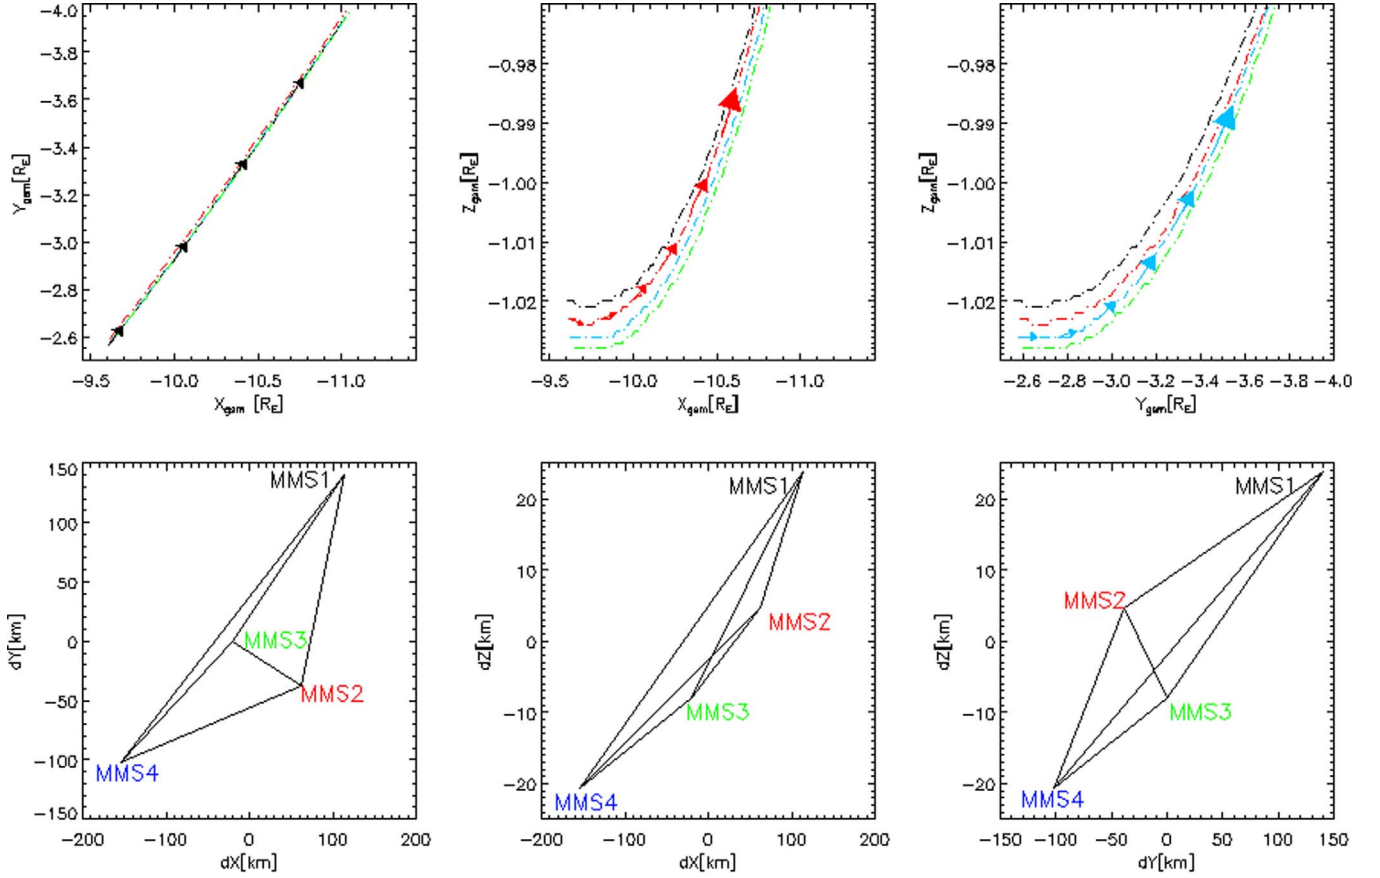 -4.0
-3.8
-3.6
-3.4
-3.2
-3.0
-2.8
-2.6
Ygsm[RE]
-9.5 -10.0 -10.5 -11.0
Xgsm [RE]
-0.98
-0.99
-1.00
-1.01
-1.02
Zgsm[RE]
-9.5 -10.0 -10.5 -11.0
Xgsm[RE]
-0.98
-0.99
-1.00
-1.01
-1.02
Zgsm[RE]
-2.6 -2.8 -3.0 -3.2 -3.4 -3.6 -3.8 -4.0
Ygsm[RE]
150
100
50
0
-50
-100
-150
dY[km]
MMS1
MMS3
MMS2
MMS4
-200 -100 0 100 200
dX[km]
20
10
0
-10
-20
dZ[km]
MMS1
MMS2
MMS3
MMS4
-200 -100 0 100 200
dX[km]
20
10
0
-10
-20
dZ[km]
MMS1
MMS2
MMS3
MMS4
-150 -100 -50 0 50 100 150
dY[km]